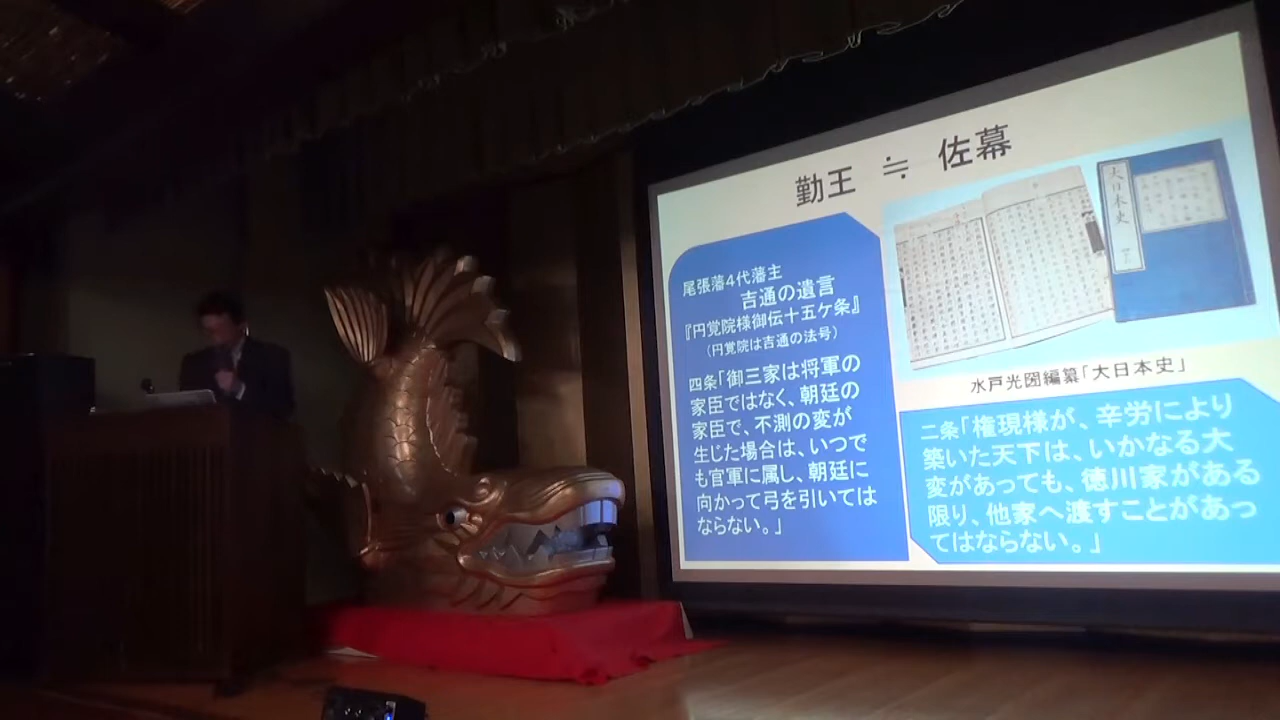 勤王 ≒ 佐幕
尾張藩4代藩主
吉通の遺言
『円覚院様御伝十五ケ条』
(円覚院は吉通の法号)
四条「御三家は将軍の
家臣ではなく、朝廷の
家臣で、不測の変が
生じた場合は、いつで
も官軍に属し、朝廷に
向かって弓を引いては
ならない。」
大日本史
水戸光圀編纂「大日本史」
二条「権現様が、辛労により
築いた天下は、いかなる大
変があっても、徳川家がある
限り、他家へ渡すことがあっ
てはならない。」